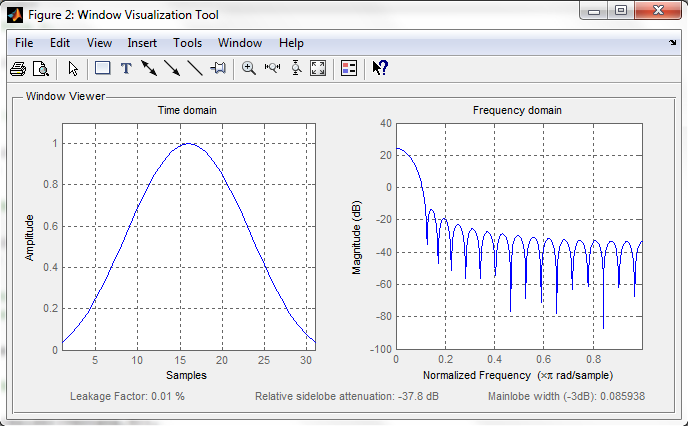 Figure 2: Window Visualization Tool
File Edit View Insert Tools Window Help
Window Viewer
Time domain
Amplitude
1
0.8
0.6
0.4
0.2
0
5 10 15 20 25 30
Samples
Frequency domain
Magnitude (dB)
40
20
0
-20
-40
-60
-80
-100
0 0.2 0.4 0.6 0.8
Normalized Frequency (×π rad/sample)
Leakage Factor: 0.01 % Relative sidelobe attenuation: -37.8 dB Mainlobe width (-3dB): 0.085938